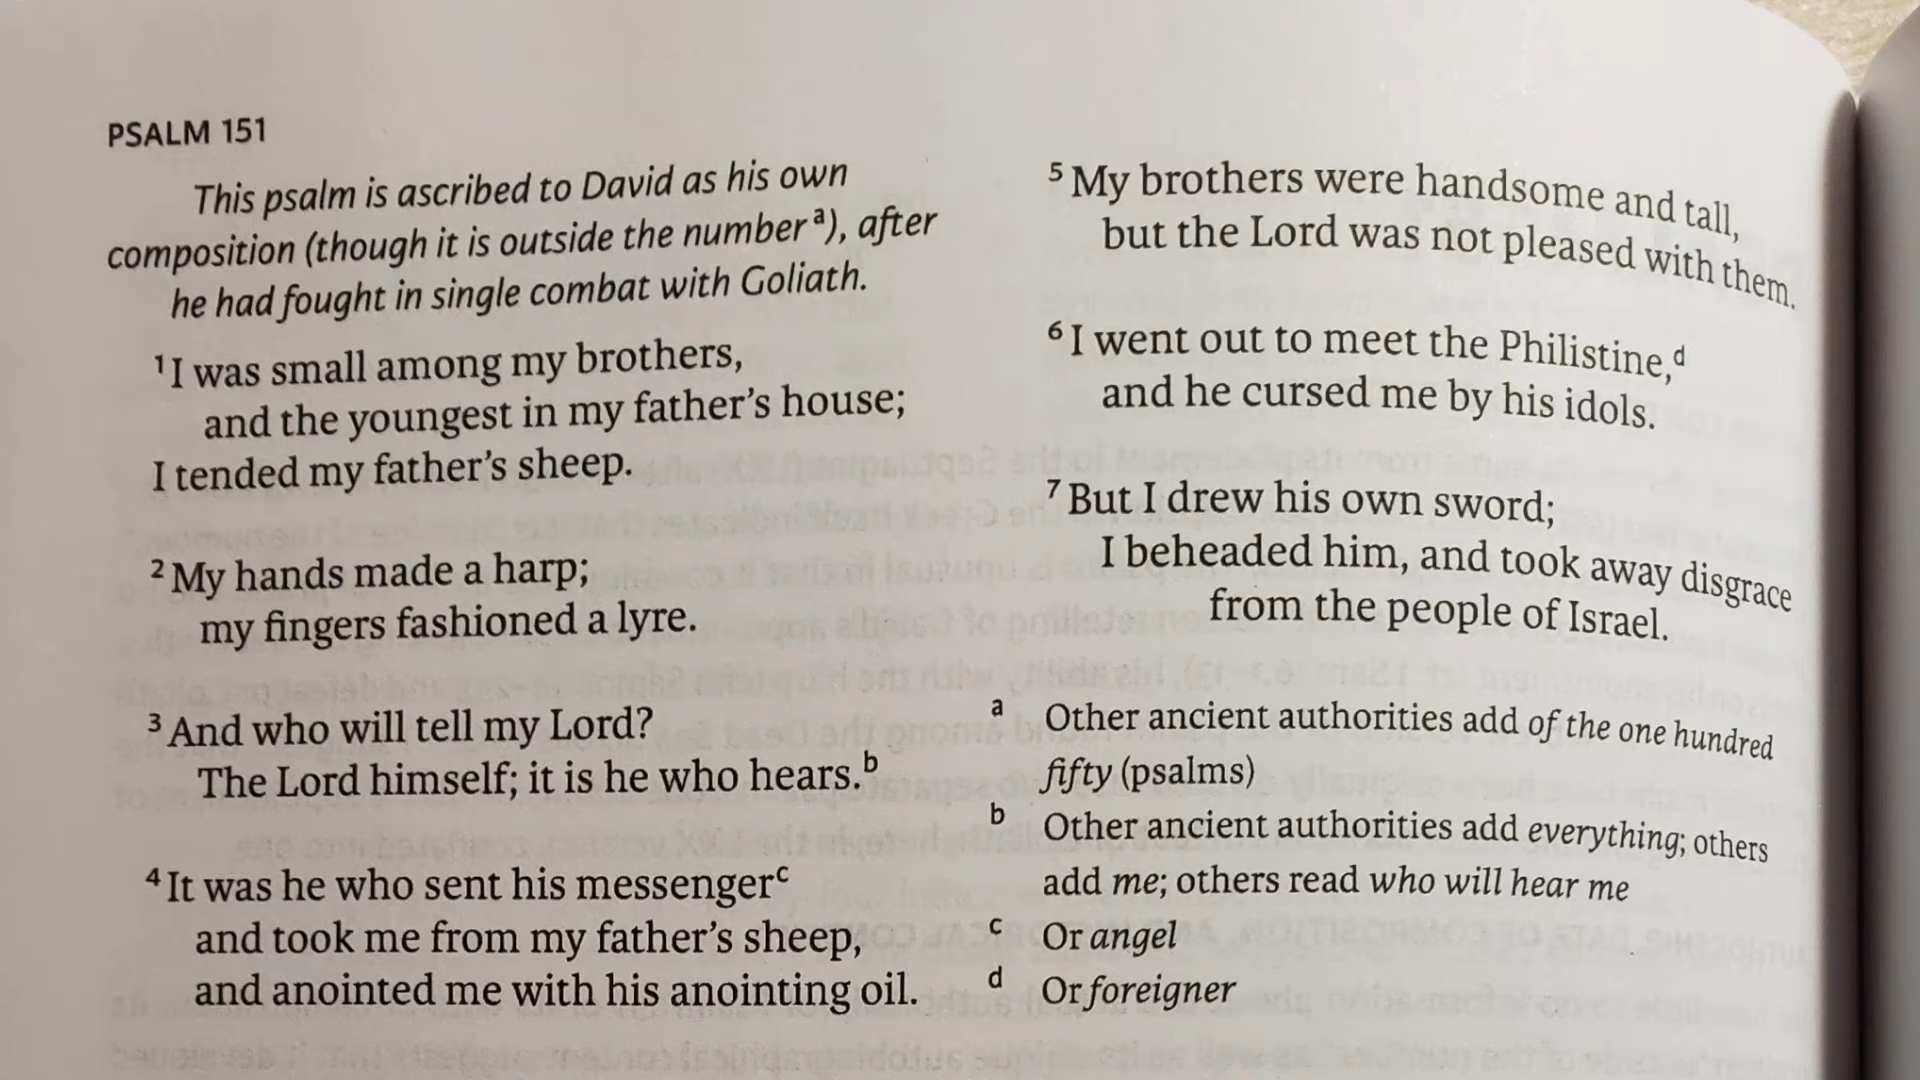 PSALM 151
This psalm is ascribed to David as his own
composition (though it is outside the number a), after
he had fought in single combat with Goliath.
1 I was small among my brothers,
and the youngest in my father’s house;
I tended my father’s sheep.
2 My hands made a harp;
my fingers fashioned a lyre.
3 And who will tell my Lord?
The Lord himself; it is he who hears. b
4 It was he who sent his messenger c
and took me from my father’s sheep,
and anointed me with his anointing oil.
5 My brothers were handsome and tall,
but the Lord was not pleased with them.
6 I went out to meet the Philistine, d
and he cursed me by his idols.
7 But I drew his own sword;
I beheaded him, and took away disgrace
from the people of Israel.
a Other ancient authorities add of the one hundred
fifty (psalms)
b Other ancient authorities add everything; others
add me; others read who will hear me
c Or angel
d Or foreigner